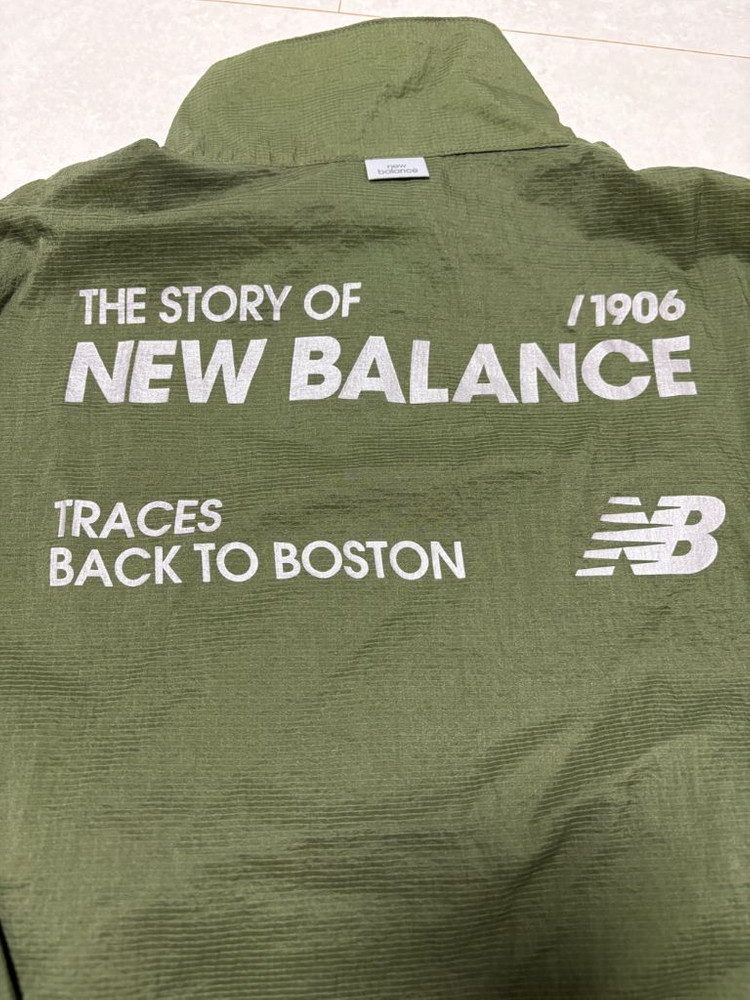 new
balance
THE STORY OF /1906
NEW BALANCE
TRACES
BACK TO BOSTON
NB